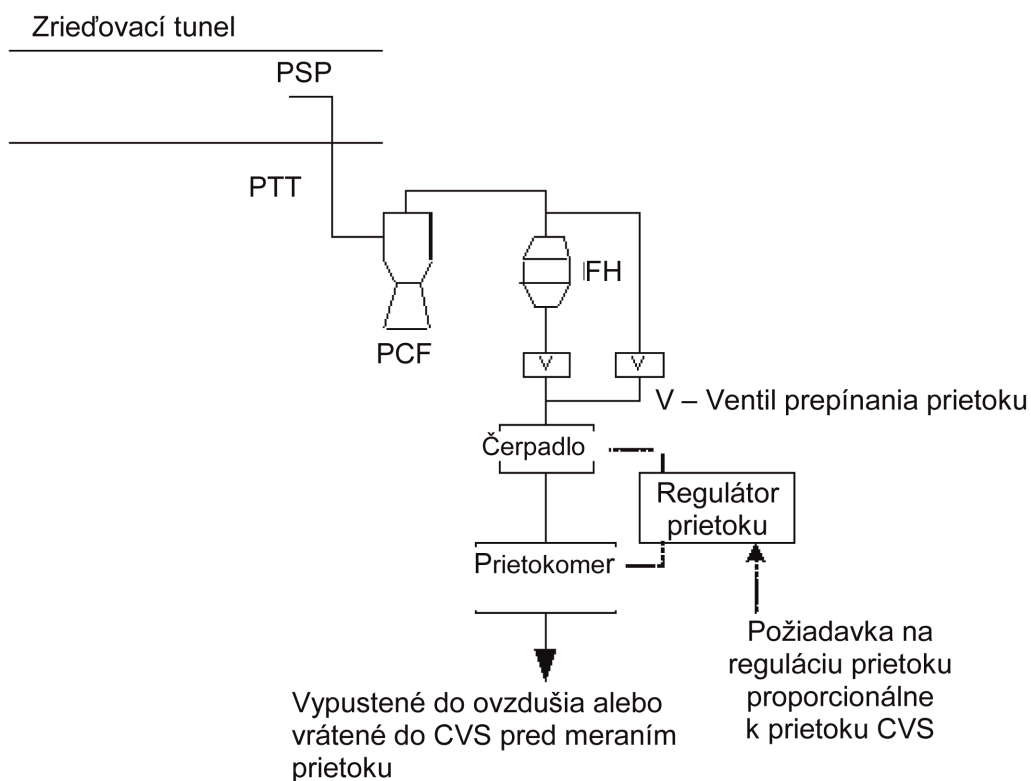 Zrieďovací tunel
PSP
PTT
FH
PCF
V
V
V – Ventil prepínania prietoku
Čerpadlo
Regulátor
prietoku
Prietokomer
Požiadavka na
reguláciu prietoku
proporcionálne
k prietoku CVS
Vypustené do ovzdušia alebo
vrátené do CVS pred meraním
prietoku